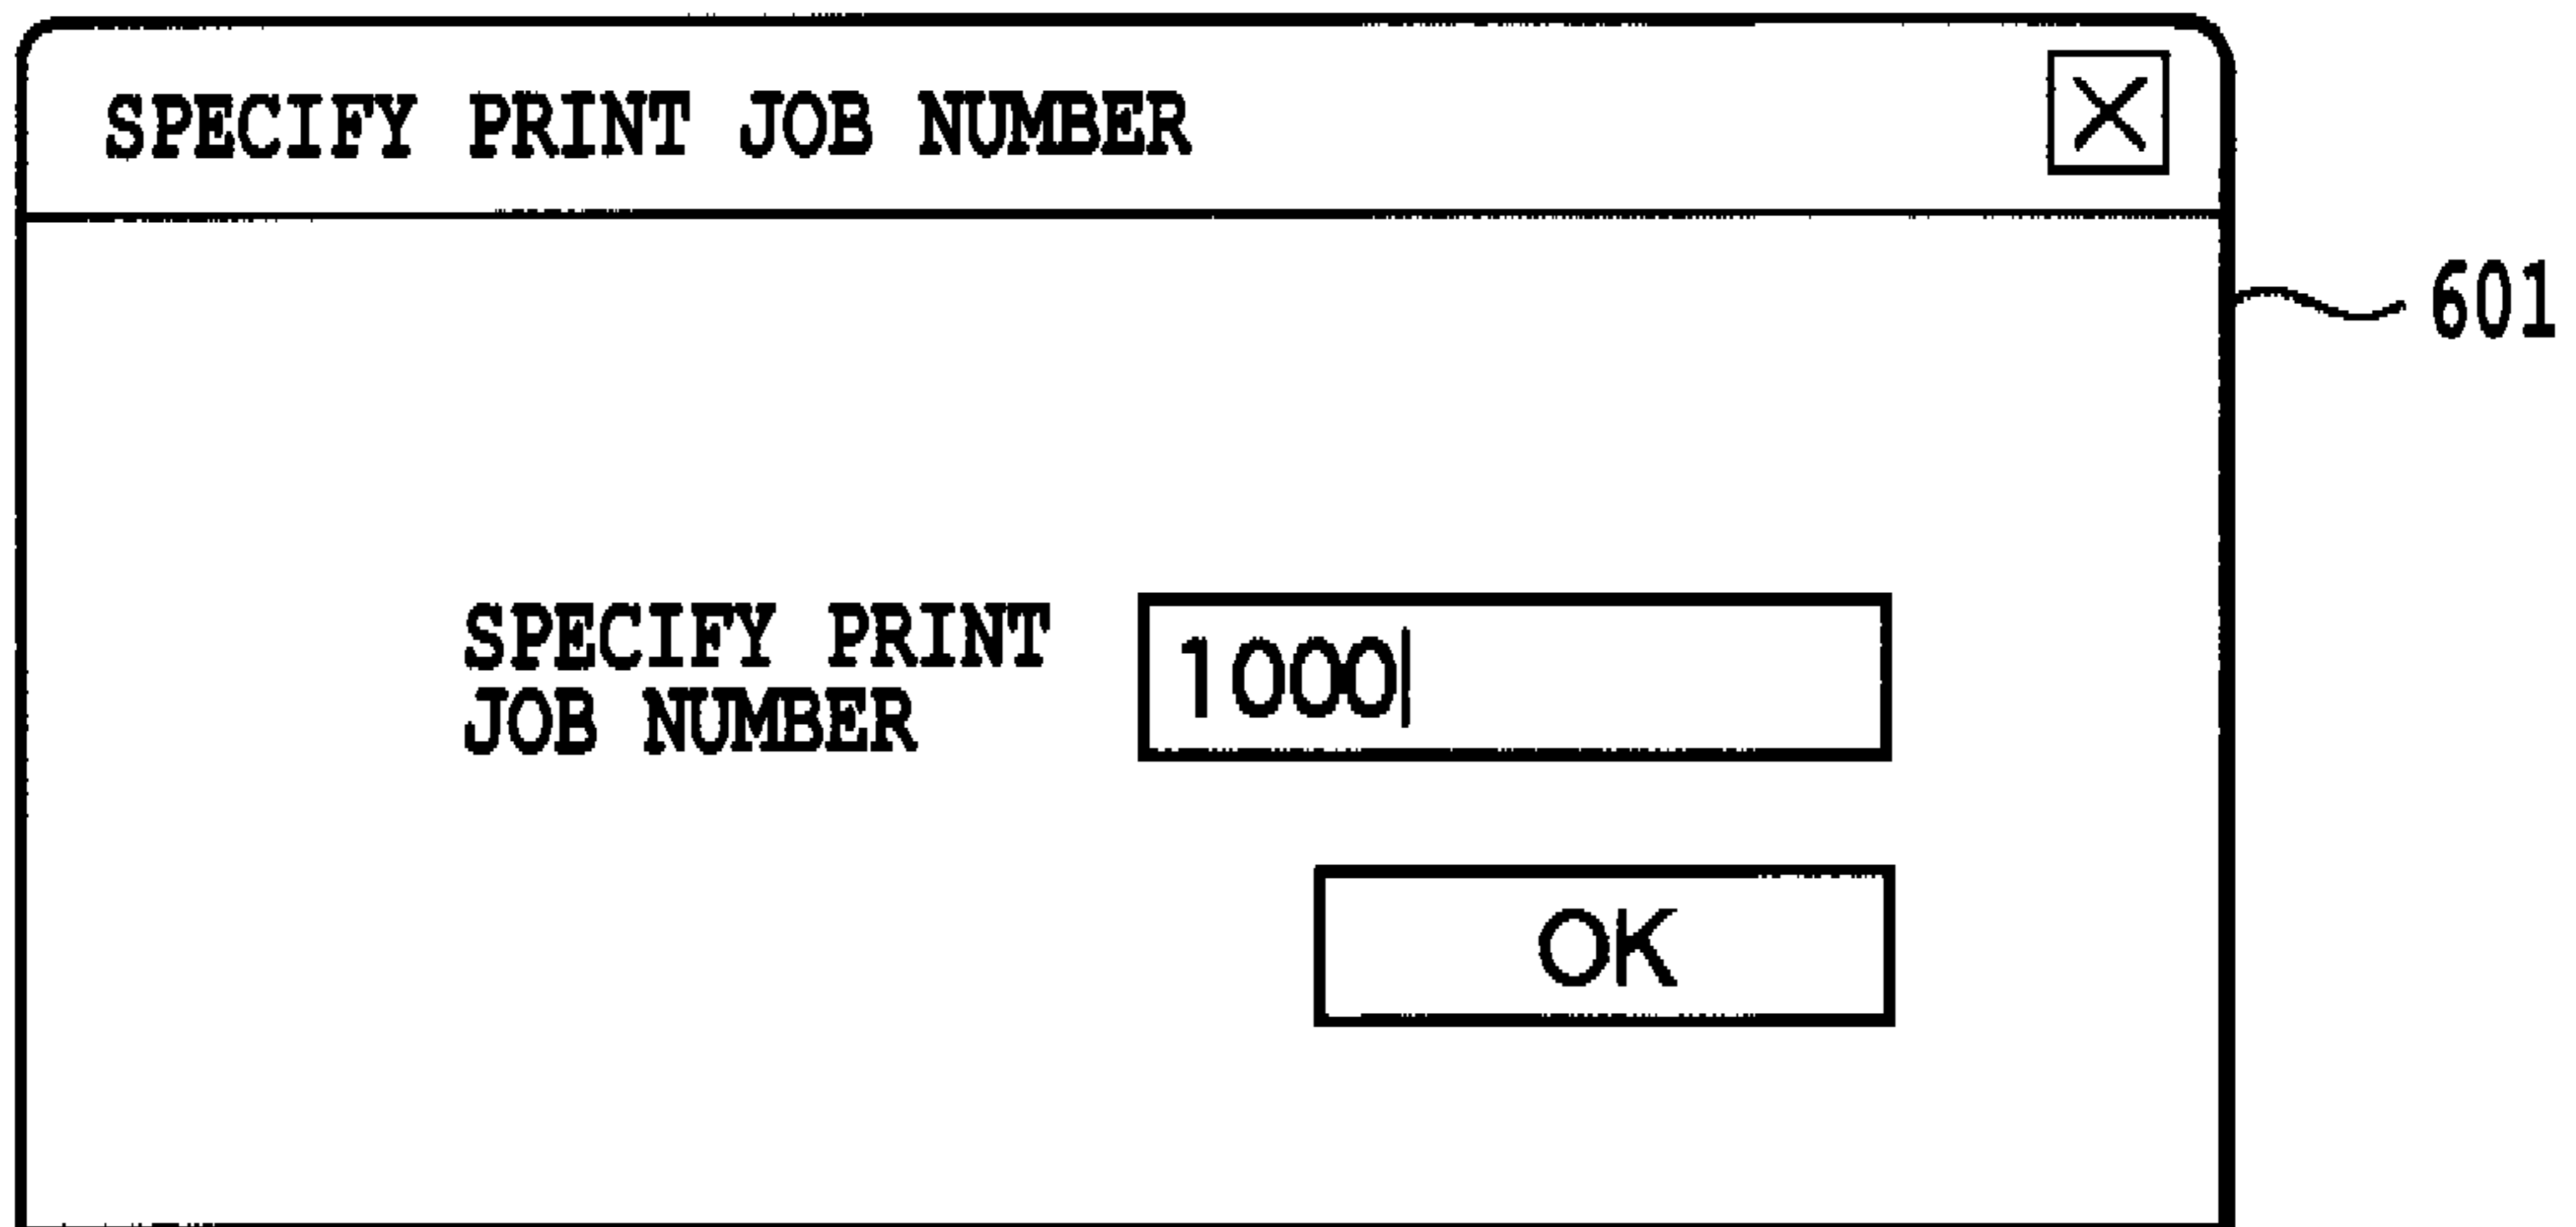 SPECIFY PRINT JOB NUMBER
601
SPECIFY PRINT
JOB NUMBER
1000
OK